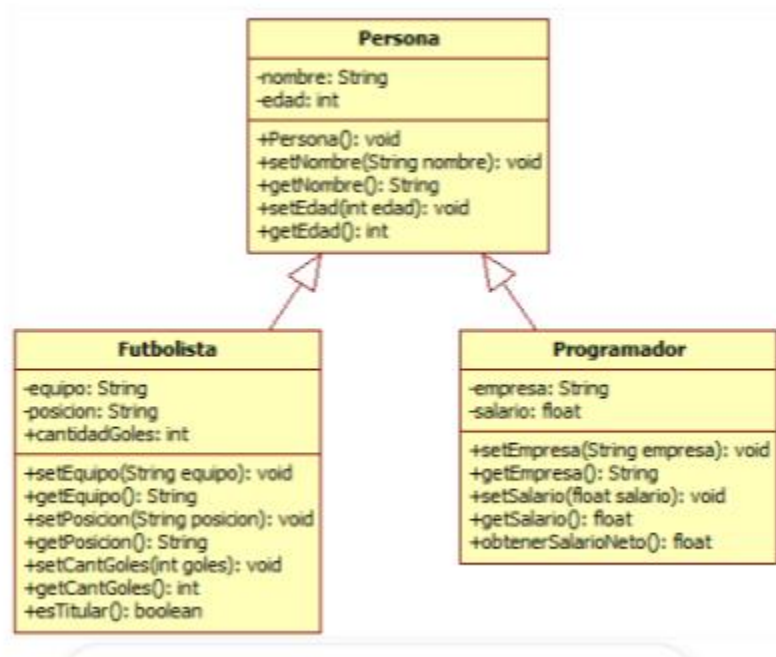 Persona
-nombre: String
-edad: int
+Persona(): void
+setNombre(String nombre): void
+getNombre(): String
+setEdad(int edad): void
+getEdad(): int
Futbolista
-equipo: String
-posicion: String
+cantidadGoles: int
+setEquipo(String equipo): void
+getEquipo(): String
+setPosicion(String posicion): void
+getPosicion(): String
+setCantGoles(int goles): void
+getCantGoles(): int
+esTitular(): boolean
Programador
-empresa: String
-salario: float
+setEmpresa(String empresa): void
+getEmpresa(): String
+setSalario(float salario): void
+getSalario(): float
+obtenerSalarioNeto(): float